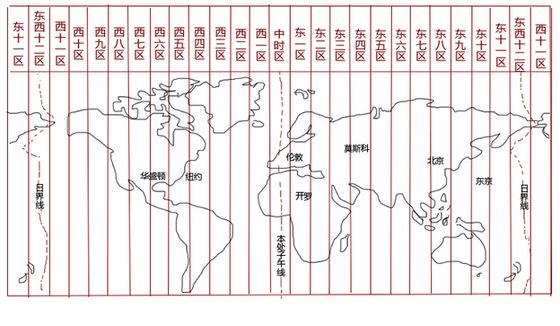 东十一区
东西十二区
西十一区
西十区
西九区
西八区
西七区
西六区
西五区
西四区
西三区
西二区
西一区
中时区
东一区
东二区
东三区
东四区
东五区
东六区
东七区
东八区
东九区
东十区
东十一区
东西十二区
西十一区
莫斯科
伦敦
北京
华盛顿
纽约
东京
日界线
开罗
日界线
本处子午线